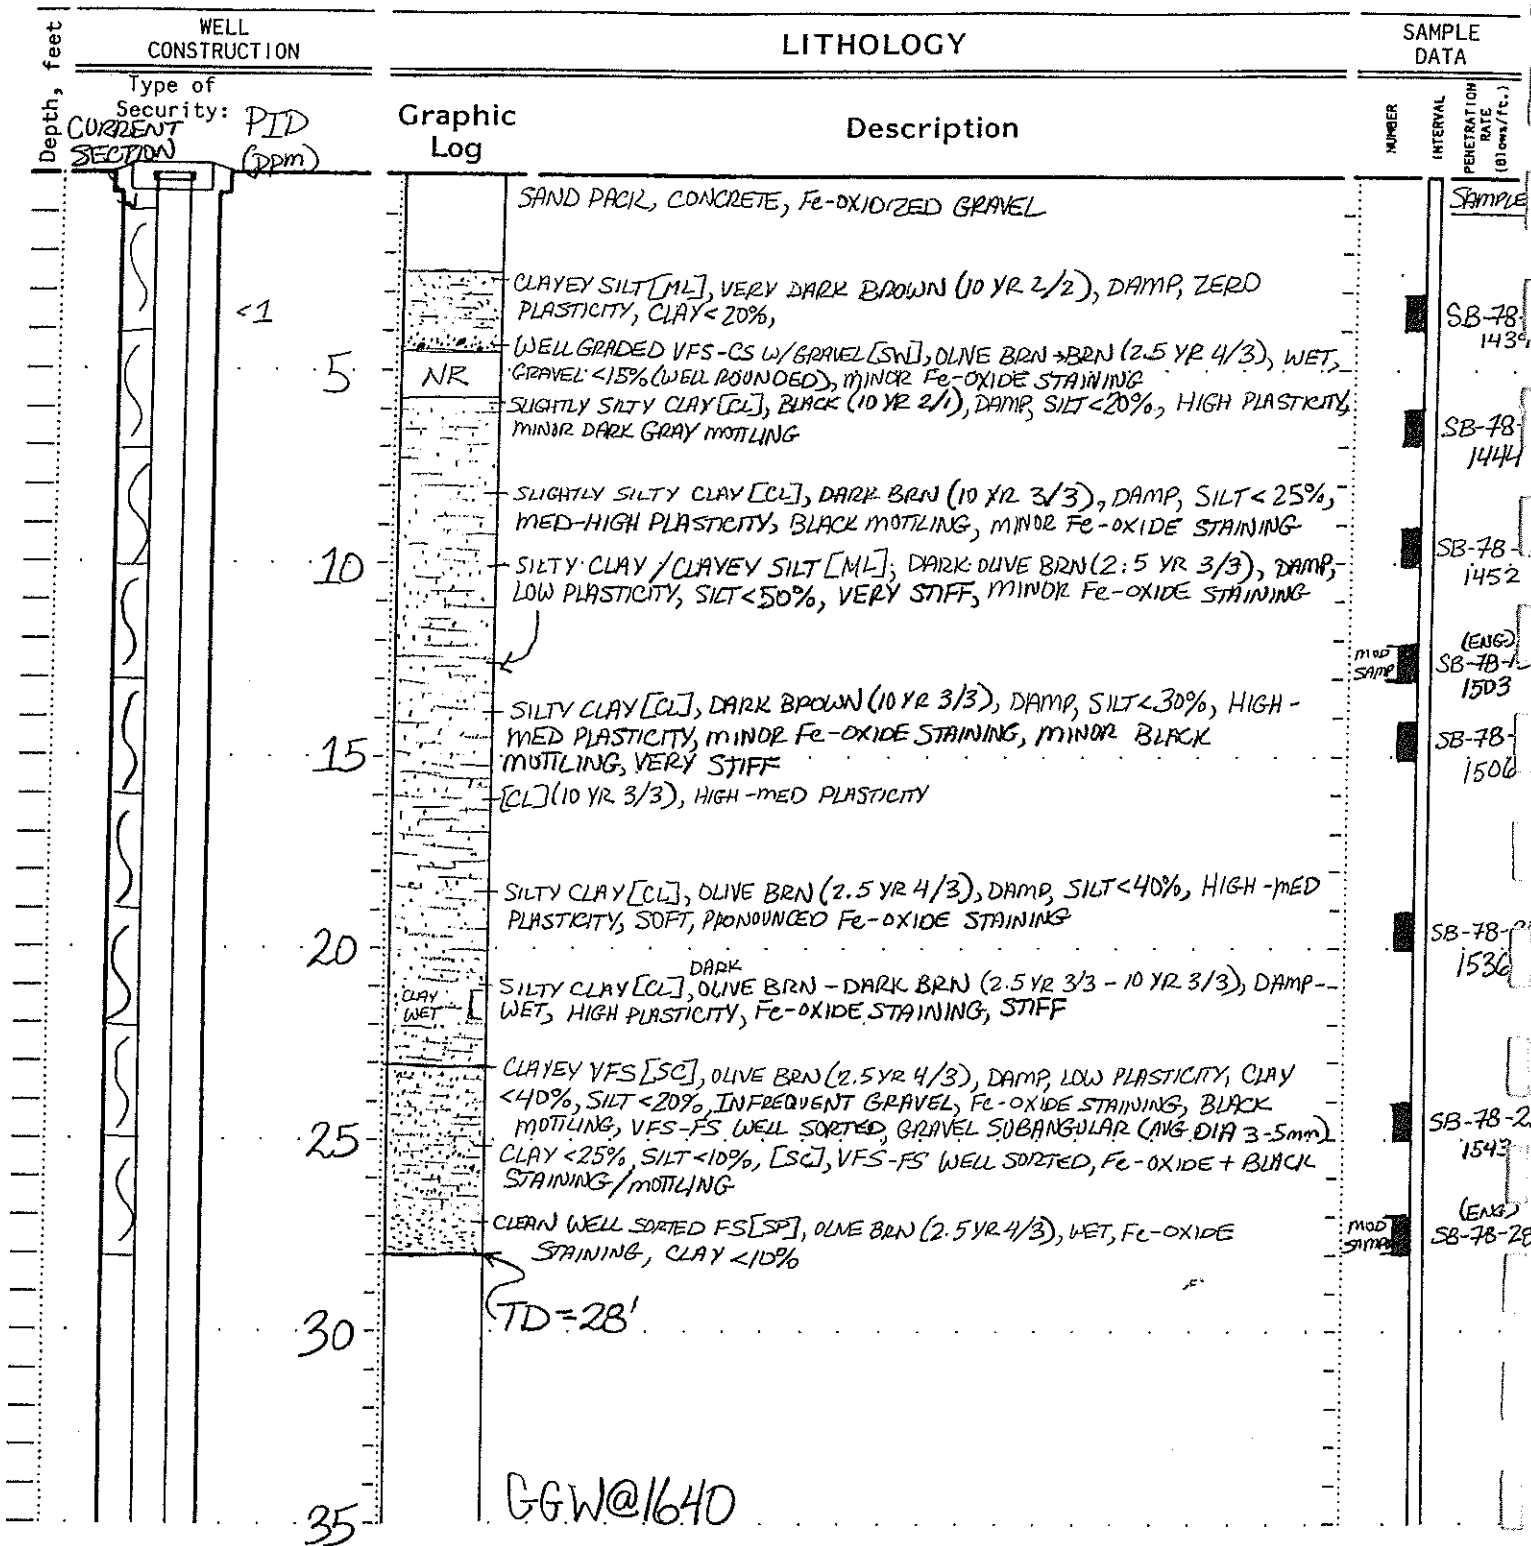 Depth, feet
WELL
CONSTRUCTION
LITHOLOGY
SAMPLE
DATA
Type of
Security:
CURRENT
SECTION
PID
(ppm)
Graphic
Log
Description
NUMBER
INTERVAL
PENETRATION
RATE
(Blows/ft.)
SAMPLE
SAND PACK, CONCRETE, Fe-OXIDIZED GRAVEL
CLAYEY SILT [ML], VERY DARK BROWN (10 YR 2/2), DAMP, ZERO
PLASTICITY, CLAY < 20%,
<1
SB-78
1439
WELL GRADED VFS-CS W/GRAVEL [SW], OLIVE BRN→BRN (2.5 YR 4/3), WET,
GRAVEL <15% (WELL ROUNDED), MINOR Fe-OXIDE STAINING
5
NR
SLIGHTLY SILTY CLAY [CL], BLACK (10 YR 2/1), DAMP, SILT <20%, HIGH PLASTICITY,
MINOR DARK GRAY MOTTLING
SB-78-
1444
SLIGHTLY SILTY CLAY [CL], DARK BRN (10 YR 3/3), DAMP, SILT < 25%,
MED-HIGH PLASTICITY, BLACK MOTTLING, MINOR Fe-OXIDE STAINING
10
SILTY CLAY / CLAYEY SILT [ML], DARK OLIVE BRN (2.5 YR 3/3), DAMP,
LOW PLASTICITY, SILT <50%, VERY STIFF, MINOR Fe-OXIDE STAINING
SB-78-
1452
MOD
SAMP
(ENG)
SB-78-
1503
SILTY CLAY [CL], DARK BROWN (10 YR 3/3), DAMP, SILT <30%, HIGH-
MED PLASTICITY, MINOR Fe-OXIDE STAINING, MINOR BLACK
MOTTLING, VERY STIFF
15
SB-78-
1506
[CL] (10 YR 3/3), HIGH-MED PLASTICITY
SILTY CLAY [CL], OLIVE BRN (2.5 YR 4/3), DAMP, SILT <40%, HIGH-MED
PLASTICITY, SOFT, PRONOUNCED Fe-OXIDE STAINING
20
SB-78-
1536
CLAY
WET
DARK
SILTY CLAY [CL], OLIVE BRN - DARK BRN (2.5 YR 3/3 - 10 YR 3/3), DAMP-
WET, HIGH PLASTICITY, Fe-OXIDE STAINING, STIFF
CLAYEY VFS [SC], OLIVE BRN (2.5 YR 4/3), DAMP, LOW PLASTICITY, CLAY
<40%, SILT <20%, INFREQUENT GRAVEL, Fe-OXIDE STAINING, BLACK
MOTTLING, VFS-FS WELL SORTED, GRAVEL SUBANGULAR (AVG DIA 3-5mm)
25
SB-78-2
1543
CLAY <25%, SILT <10%, [SC], VFS-FS WELL SORTED, Fe-OXIDE + BLACK
STAINING/MOTTLING
CLEAN WELL SORTED FS [SP], OLIVE BRN (2.5 YR 4/3), WET, Fe-OXIDE
STAINING, CLAY <10%
MOD
SAMP
(ENG)
SB-78-28
TD=28'
30
GGW@1640
35